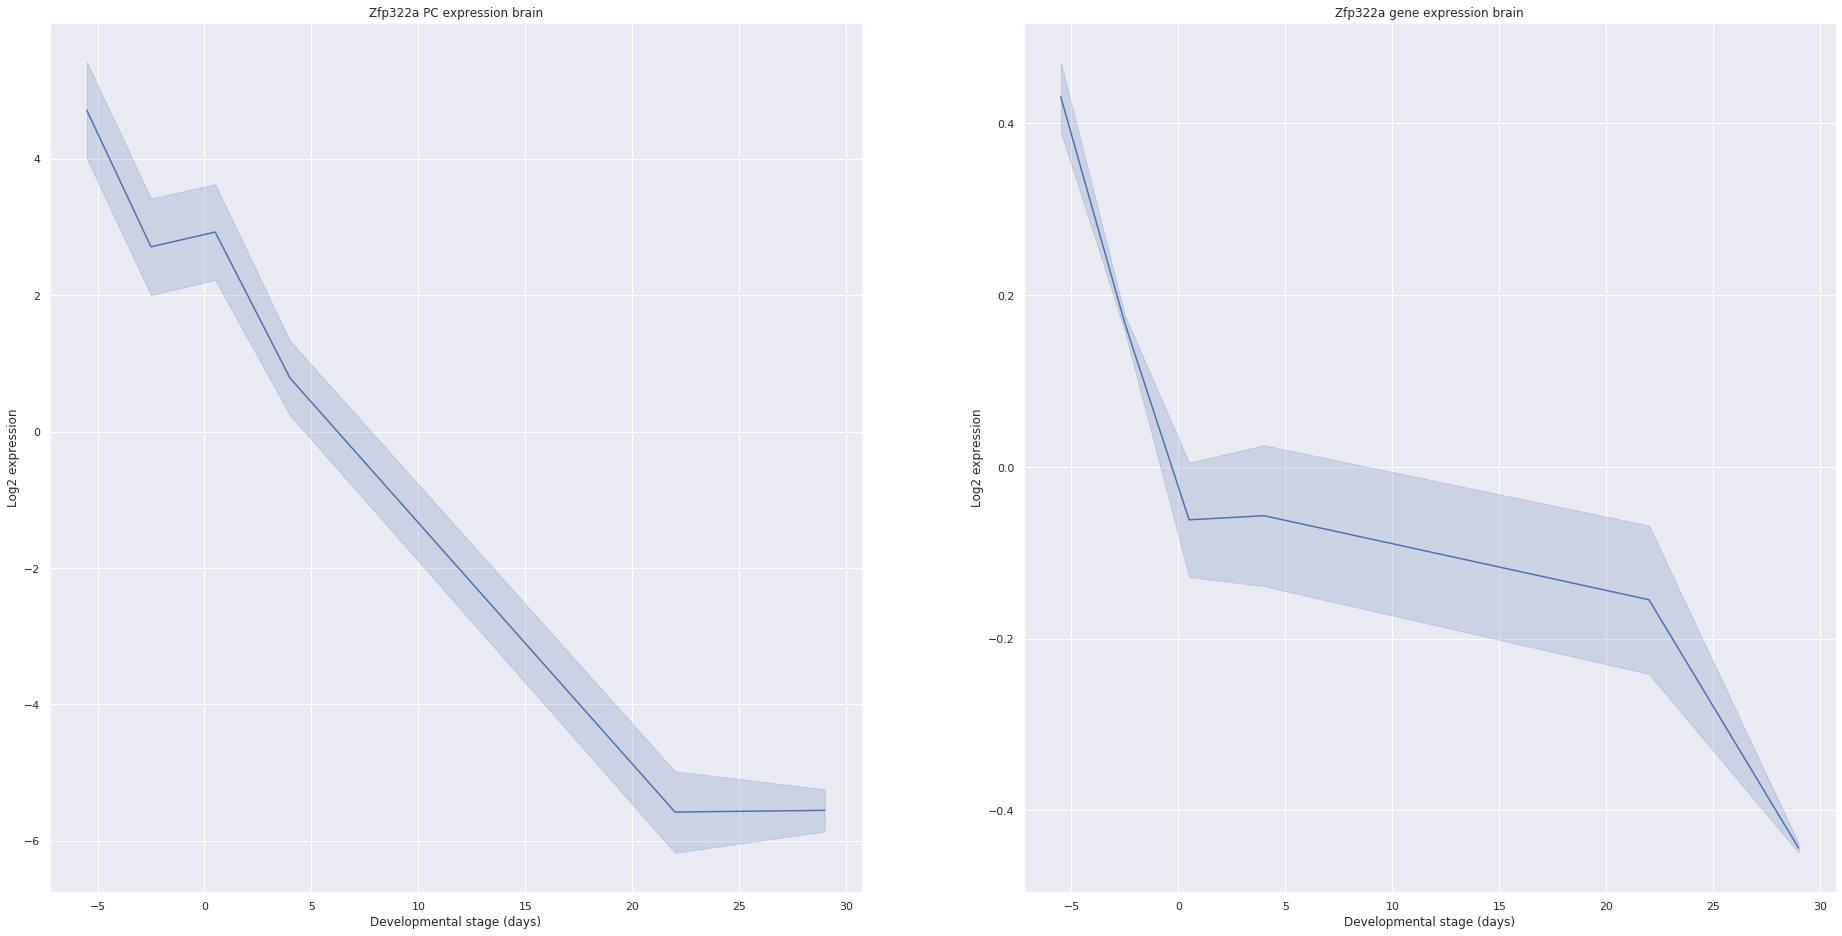 Zfp322a PC expression brain
Log2 expression
4
2
0
−2
−4
−6
−5 0 5 10 15 20 25 30
Developmental stage (days)
Zfp322a gene expression brain
Log2 expression
0.4
0.2
0.0
−0.2
−0.4
−5 0 5 10 15 20 25 30
Developmental stage (days)